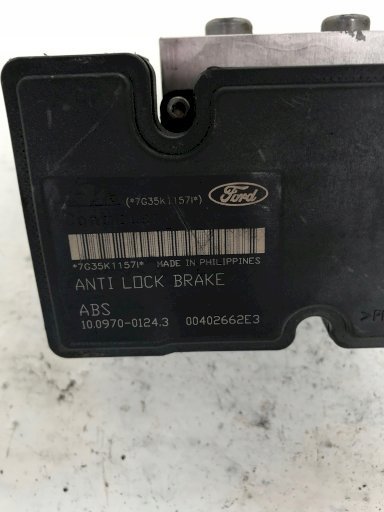 (*7G35K1157I*)
Ford
*7G35K1157I* MADE IN PHILIPPINES
ANTI LOCK BRAKE
ABS
10.0970-0124.3 00402662E3